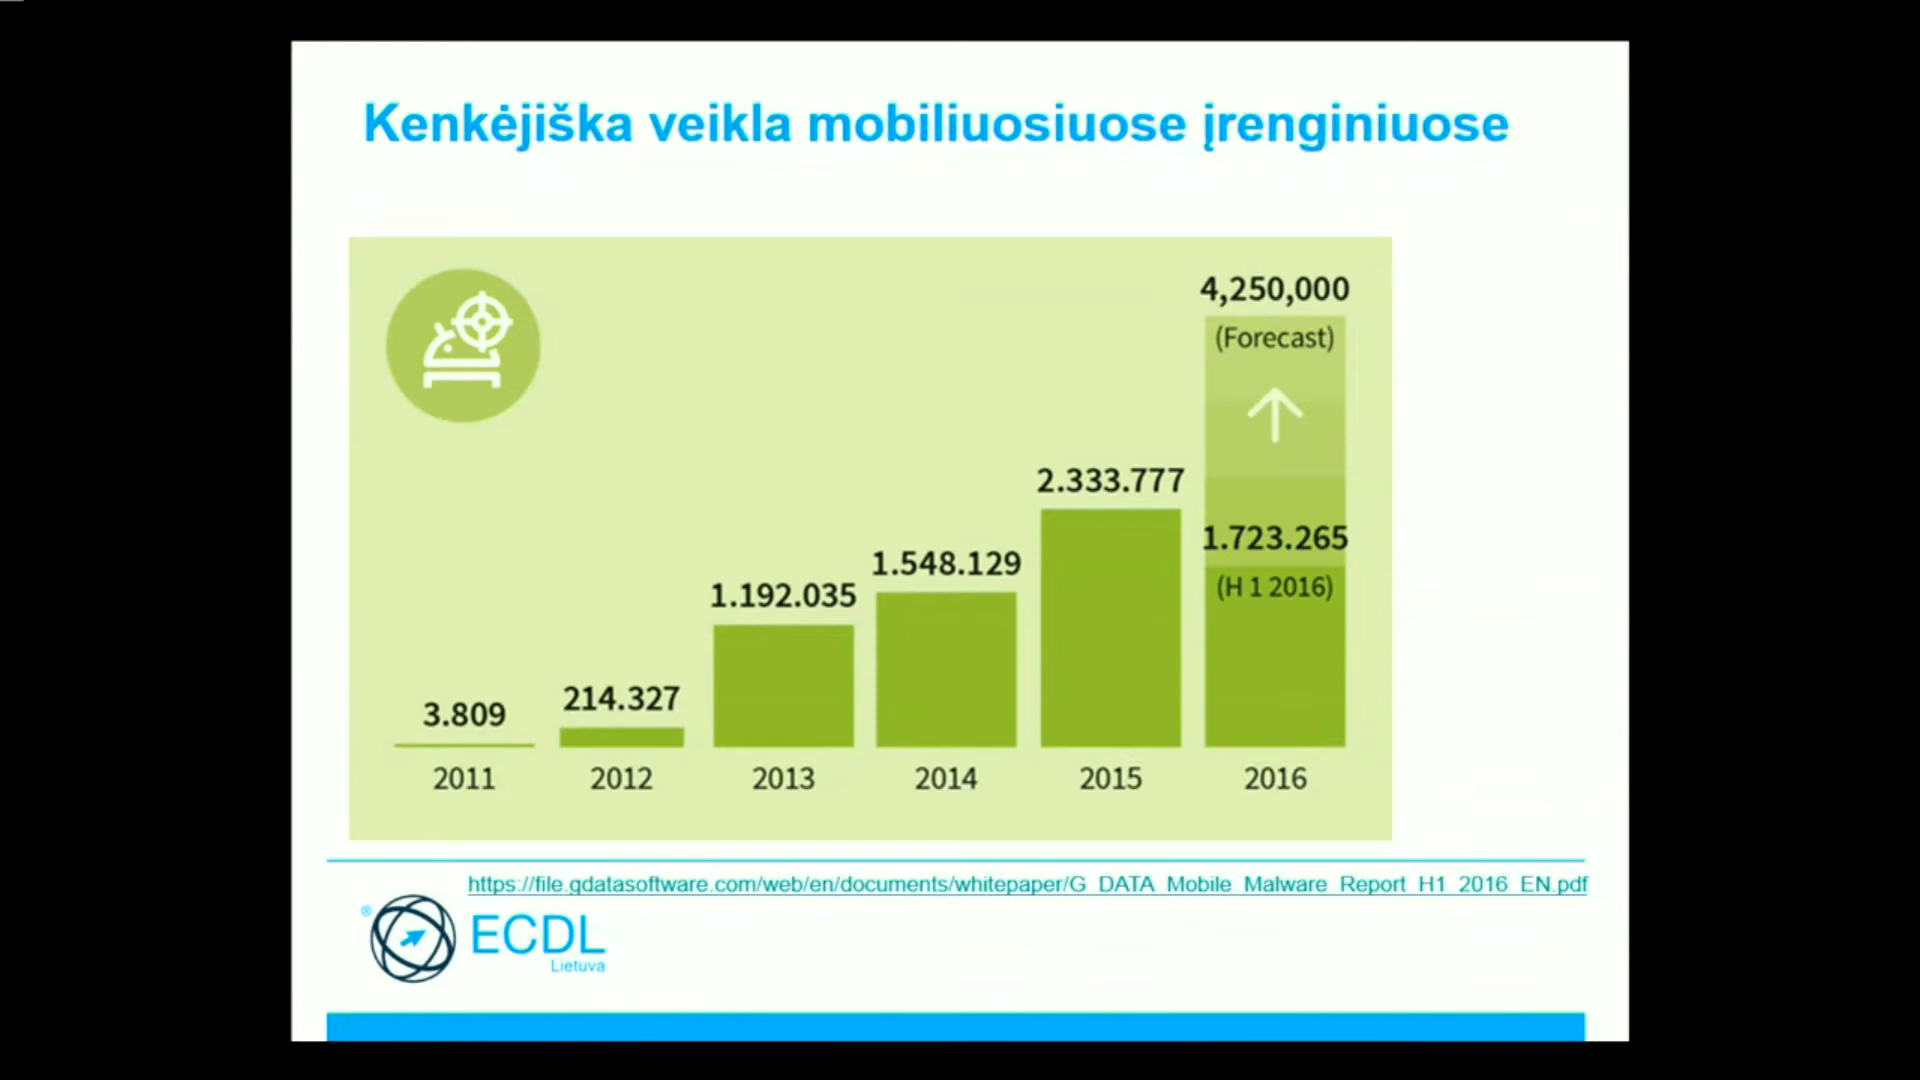 Kenkėjiška veikla mobiliuosiuose įrenginiuose
4,250,000
(Forecast)
2.333.777
1.723.265
(H 1 2016)
1.548.129
1.192.035
214.327
3.809
2011 2012 2013 2014 2015 2016
https://file.gdatasoftware.com/web/en/documents/whitepaper/G_DATA_Mobile_Malware_Report_H1_2016_EN.pdf
® ECDL
Lietuva